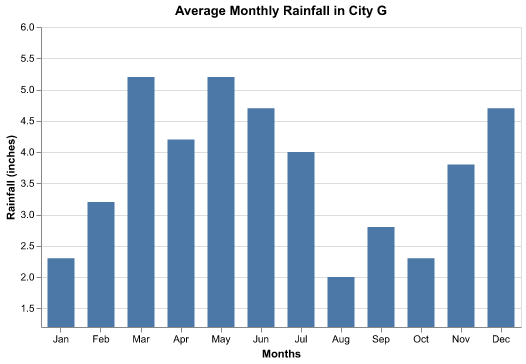 Average Monthly Rainfall in City G
6.0
5.5
5.0
4.5
4.0
3.5
3.0
2.5
2.0
1.5
Rainfall (inches)
Jan Feb Mar Apr May Jun Jul Aug Sep Oct Nov Dec
Months